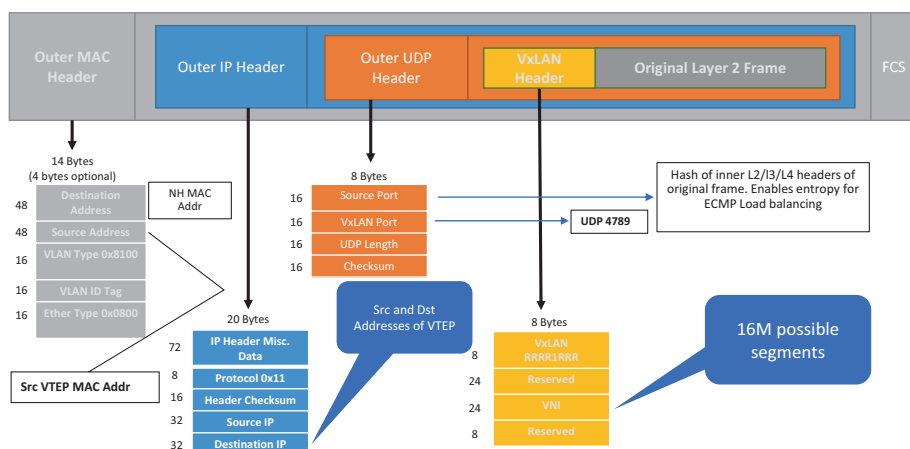 Outer MAC
Header
Outer IP Header
Outer UDP
Header
VxLAN
Header
Original Layer 2 Frame
FCS
14 Bytes
(4 bytes optional)
48
Destination
Address
NH MAC
Addr
48
Source Address
16
VLAN Type 0x8100
16
VLAN ID Tag
16
Ether Type 0x0800
Src VTEP MAC Addr
20 Bytes
72
IP Header Misc.
Data
8
Protocol 0x11
16
Header Checksum
32
Source IP
32
Destination IP
8 Bytes
16
Source Port
16
VxLAN Port
16
UDP Length
16
Checksum
Hash of inner L2/l3/L4 headers of
original frame. Enables entropy for
ECMP Load balancing
UDP 4789
Src and Dst
Addresses of VTEP
8 Bytes
8
VxLAN
RRRR1RRR
24
Reserved
24
VNI
8
Reserved
16M possible
segments